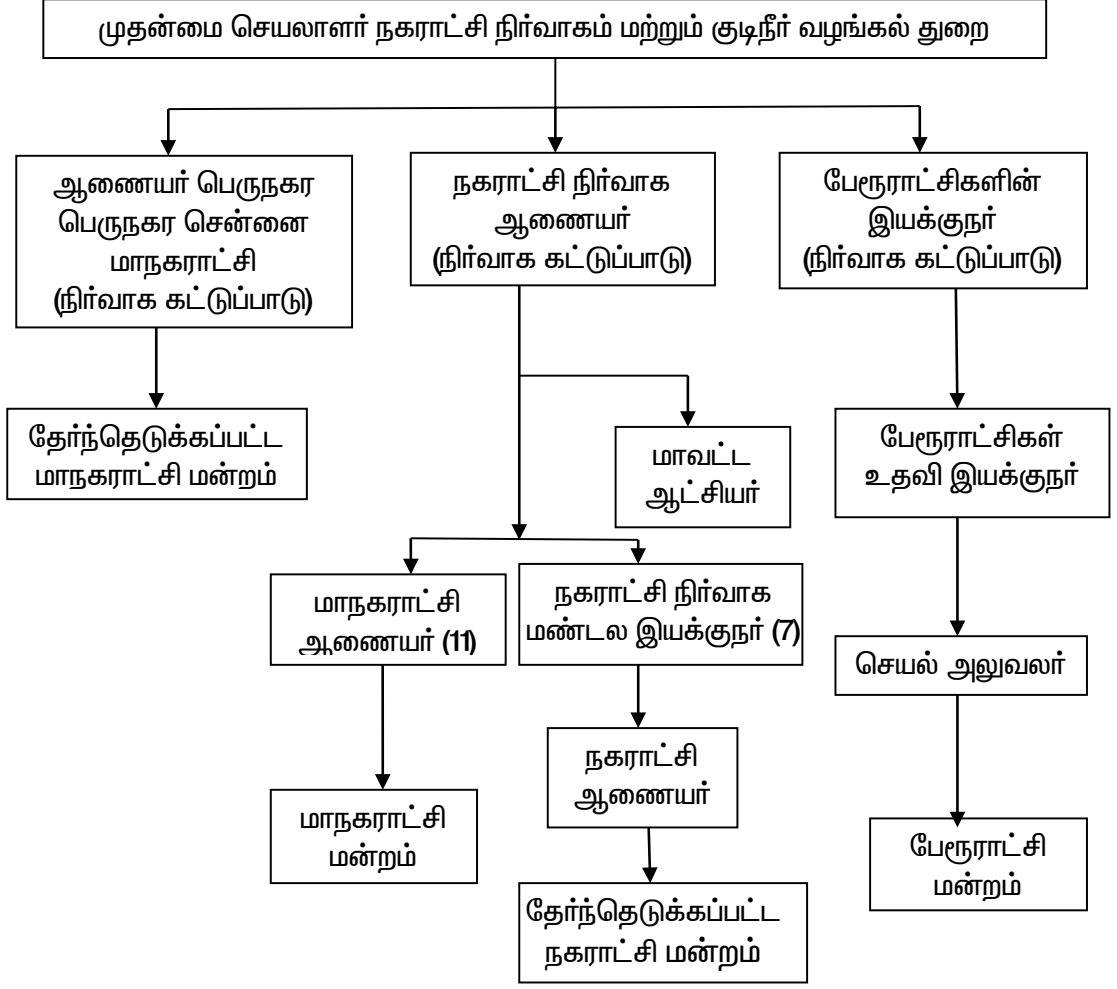 முதன்மை செயலாளர் நகராட்சி நிர்வாகம் மற்றும் குடிநீர் வழங்கல் துறை
ஆணையர் பெருநகர
பெருநகர சென்னை
மாநகராட்சி
(நிர்வாக கட்டுப்பாடு)
நகராட்சி நிர்வாக
ஆணையர்
(நிர்வாக கட்டுப்பாடு)
பேரூராட்சிகளின்
இயக்குநர்
(நிர்வாக கட்டுப்பாடு)
தேர்ந்தெடுக்கப்பட்ட
மாநகராட்சி மன்றம்
மாவட்ட
ஆட்சியர்
பேரூராட்சிகள்
உதவி இயக்குநர்
மாநகராட்சி
ஆணையர் (11)
நகராட்சி நிர்வாக
மண்டல இயக்குநர் (7)
செயல் அலுவலர்
நகராட்சி
ஆணையர்
மாநகராட்சி
மன்றம்
பேரூராட்சி
மன்றம்
தேர்ந்தெடுக்கப்பட்ட
நகராட்சி மன்றம்